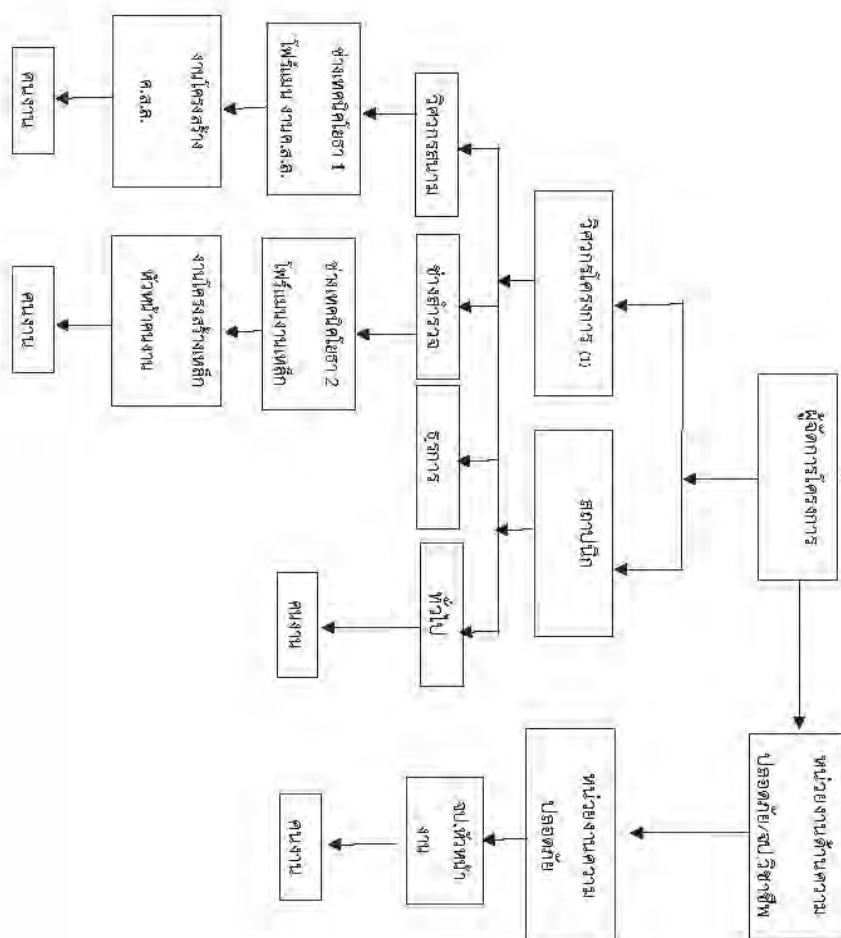 ผู้จัดการโครงการ
หน่วยงานด้านความ
ปลอดภัย/จป.วิชาชีพ
วิศวกรโครงการ (1)
สถาปนิก
หน่วยงานความ
ปลอดภัย
วิศวกรสนาม
ช่างสำรวจ
ธุรการ
ทั่วไป
จป.หัวหน้า
งาน
ช่างเทคนิคโยธา 1
โฟร์แมน งานค.ส.ล.
ช่างเทคนิคโยธา 2
โฟร์แมนงานเหล็ก
คนงาน
คนงาน
งานโครงสร้าง
ค.ส.ล.
งานโครงสร้างเหล็ก
หัวหน้าคนงาน
คนงาน
คนงาน